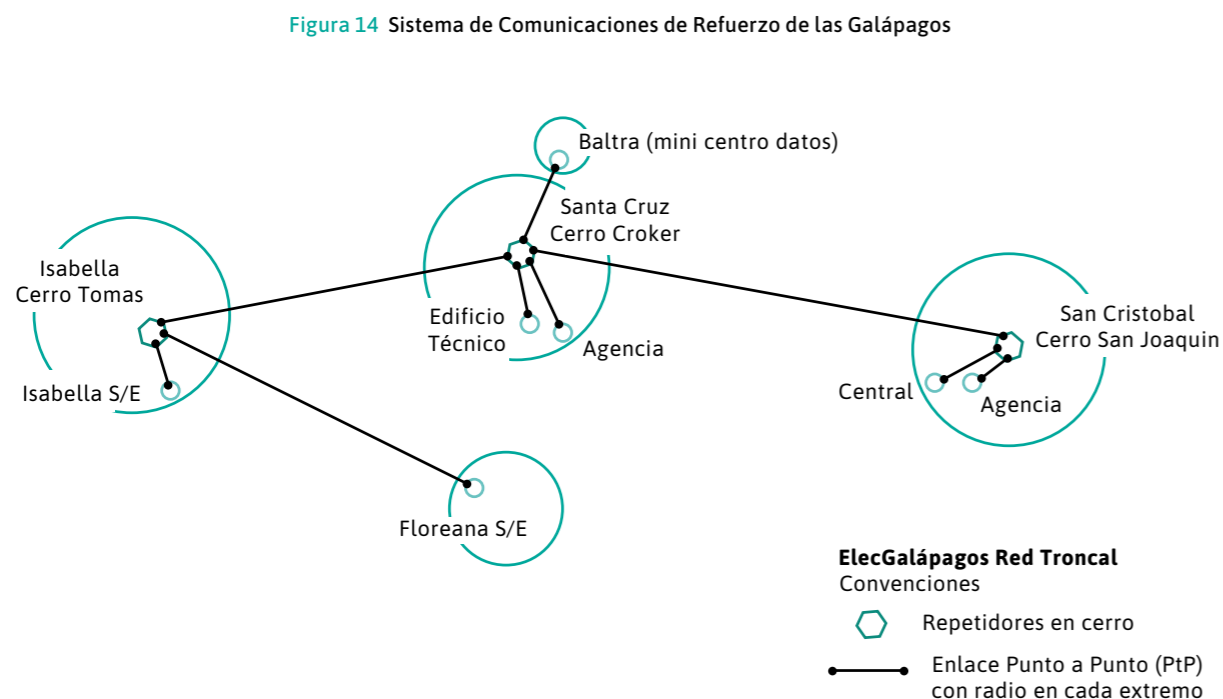 Figura 14 Sistema de Comunicaciones de Refuerzo de las Galápagos
Baltra (mini centro datos)
Santa Cruz
Cerro Croker
Isabella
Cerro Tomas
Edificio
Técnico
Agencia
San Cristobal
Cerro San Joaquin
Isabella S/E
Central
Agencia
Floreana S/E
ElecGalápagos Red Troncal
Convenciones
Repetidores en cerro
Enlace Punto a Punto (PtP)
con radio en cada extremo